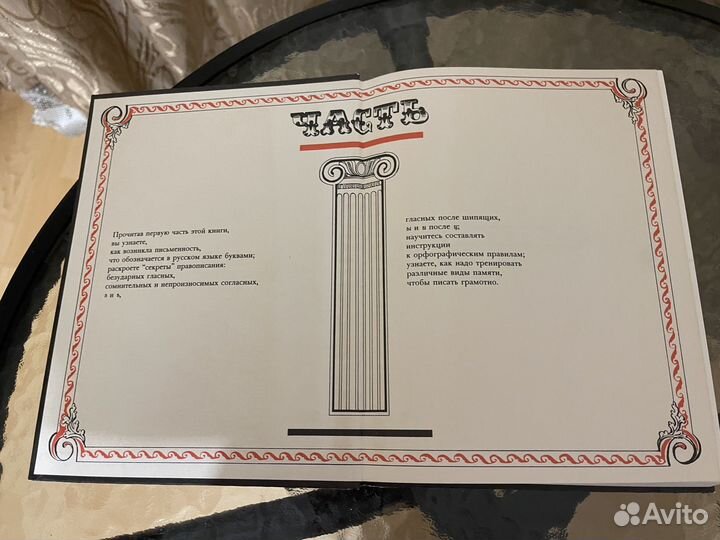 ЧАСТЬ
Прочитав первую часть этой книги,
вы узнаете,
как возникла письменность,
что обозначается в русском языке буквами;
раскроете "секреты" правописания:
безударных гласных,
сомнительных и непроизносимых согласных,
ъ и ь,
гласных после шипящих,
ы и и после ц;
научитесь составлять
инструкции
к орфографическим правилам;
узнаете, как надо тренировать
различные виды памяти,
чтобы писать грамотно.
Avito